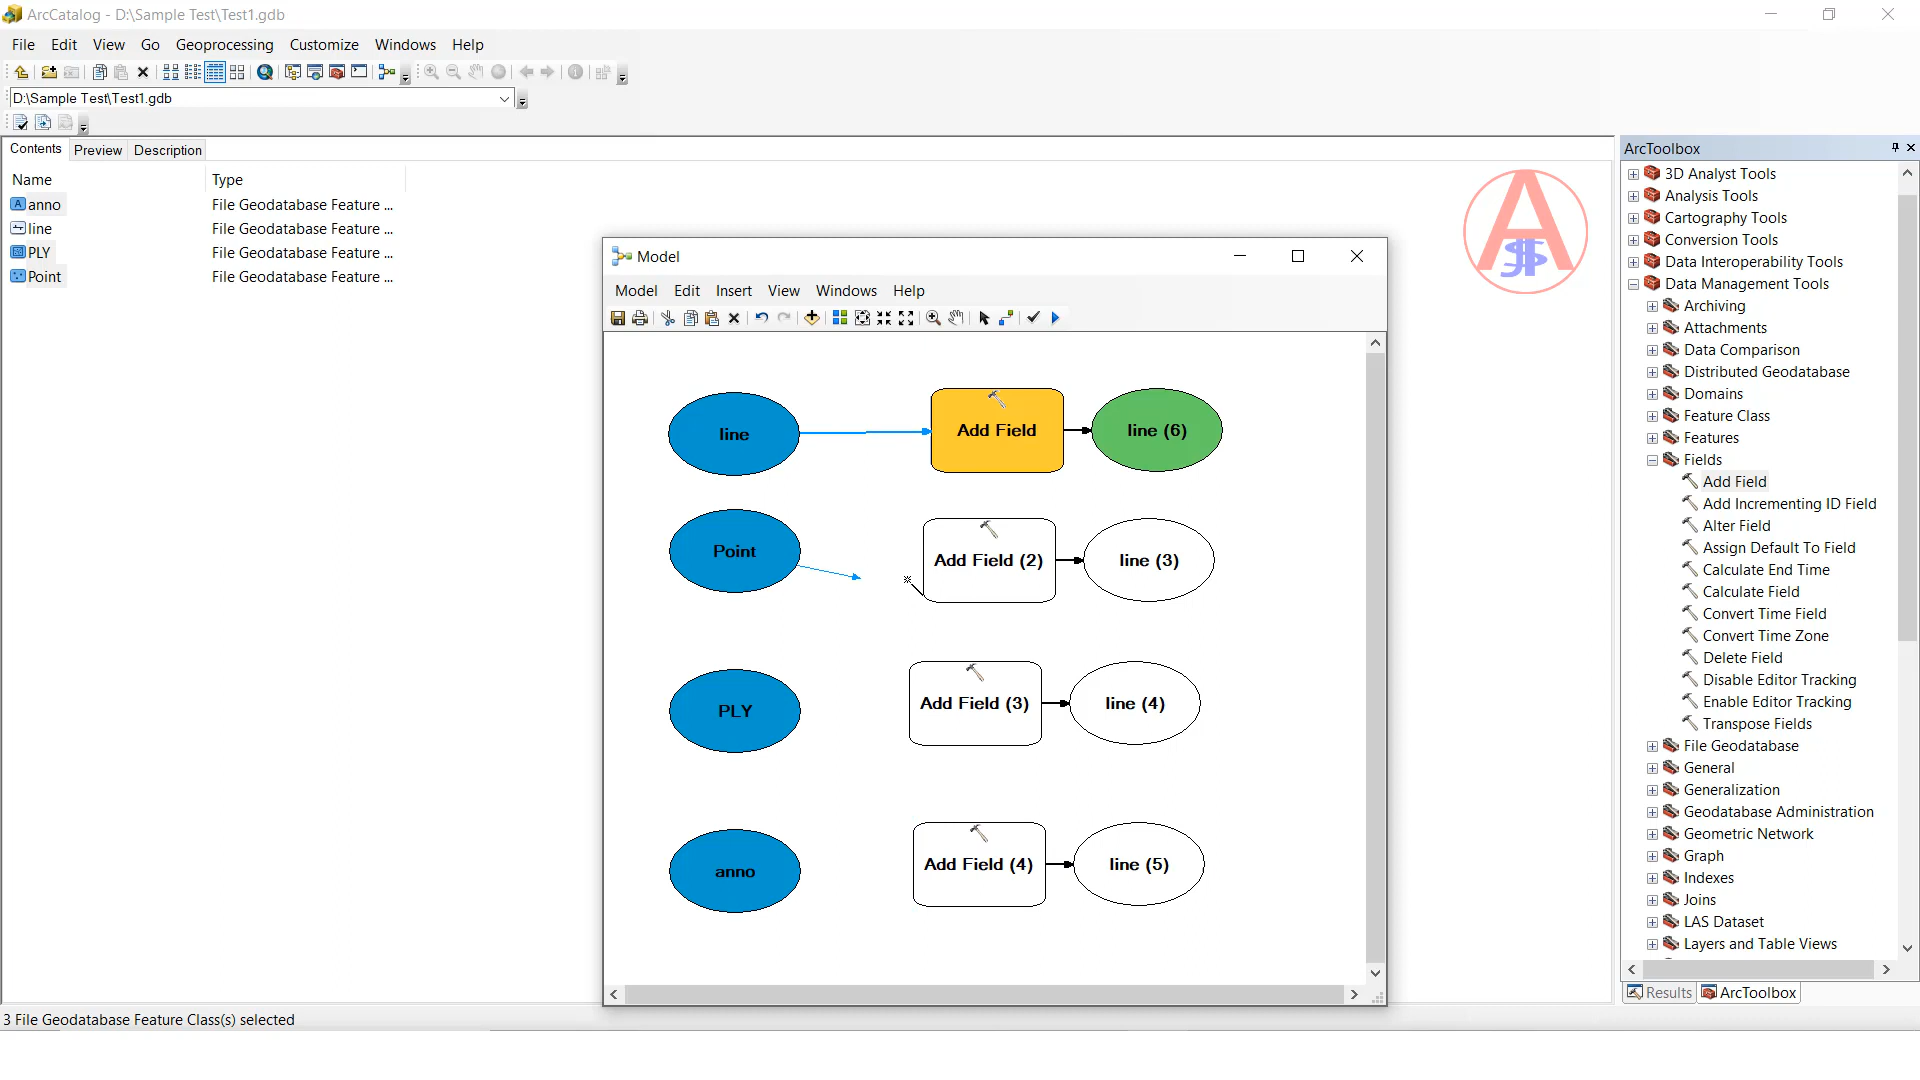 ArcCatalog - D:\Sample Test\Test1.gdb
File Edit View Go Geoprocessing Customize Windows Help
D:\Sample Test\Test1.gdb
Contents Preview Description
Name Type
anno File Geodatabase Feature ...
line File Geodatabase Feature ...
PLY File Geodatabase Feature ...
Point File Geodatabase Feature ...
Model
Model Edit Insert View Windows Help
line Add Field line (6)
Point Add Field (2) line (3)
PLY Add Field (3) line (4)
anno Add Field (4) line (5)
ArcToolbox
3D Analyst Tools
Analysis Tools
Cartography Tools
Conversion Tools
Data Interoperability Tools
Data Management Tools
Archiving
Attachments
Data Comparison
Distributed Geodatabase
Domains
Feature Class
Features
Fields
Add Field
Add Incrementing ID Field
Alter Field
Assign Default To Field
Calculate End Time
Calculate Field
Convert Time Field
Convert Time Zone
Delete Field
Disable Editor Tracking
Enable Editor Tracking
Transpose Fields
File Geodatabase
General
Generalization
Geodatabase Administration
Geometric Network
Graph
Indexes
Joins
LAS Dataset
Layers and Table Views
Results ArcToolbox
3 File Geodatabase Feature Class(s) selected